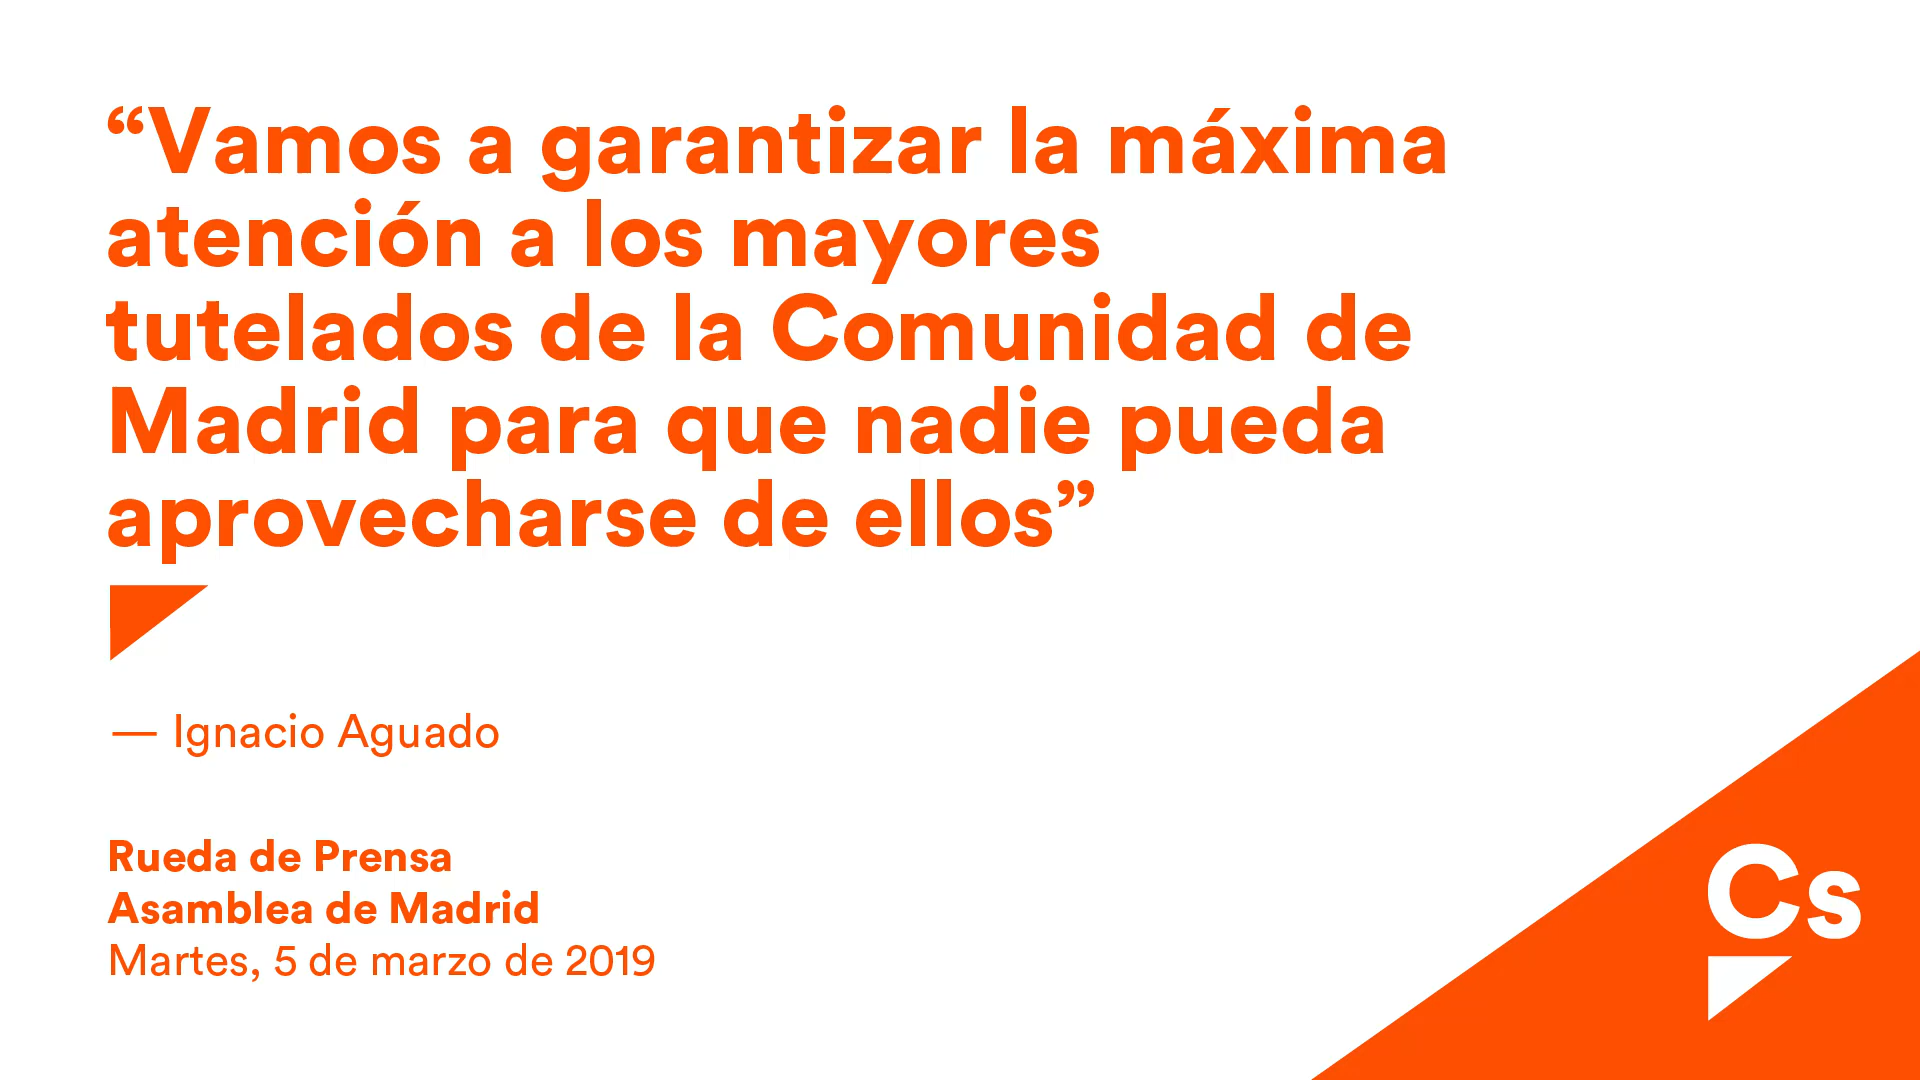 “Vamos a garantizar la máxima
atención a los mayores
tutelados de la Comunidad de
Madrid para que nadie pueda
aprovecharse de ellos”
— Ignacio Aguado
Rueda de Prensa
Asamblea de Madrid
Martes, 5 de marzo de 2019
Cs